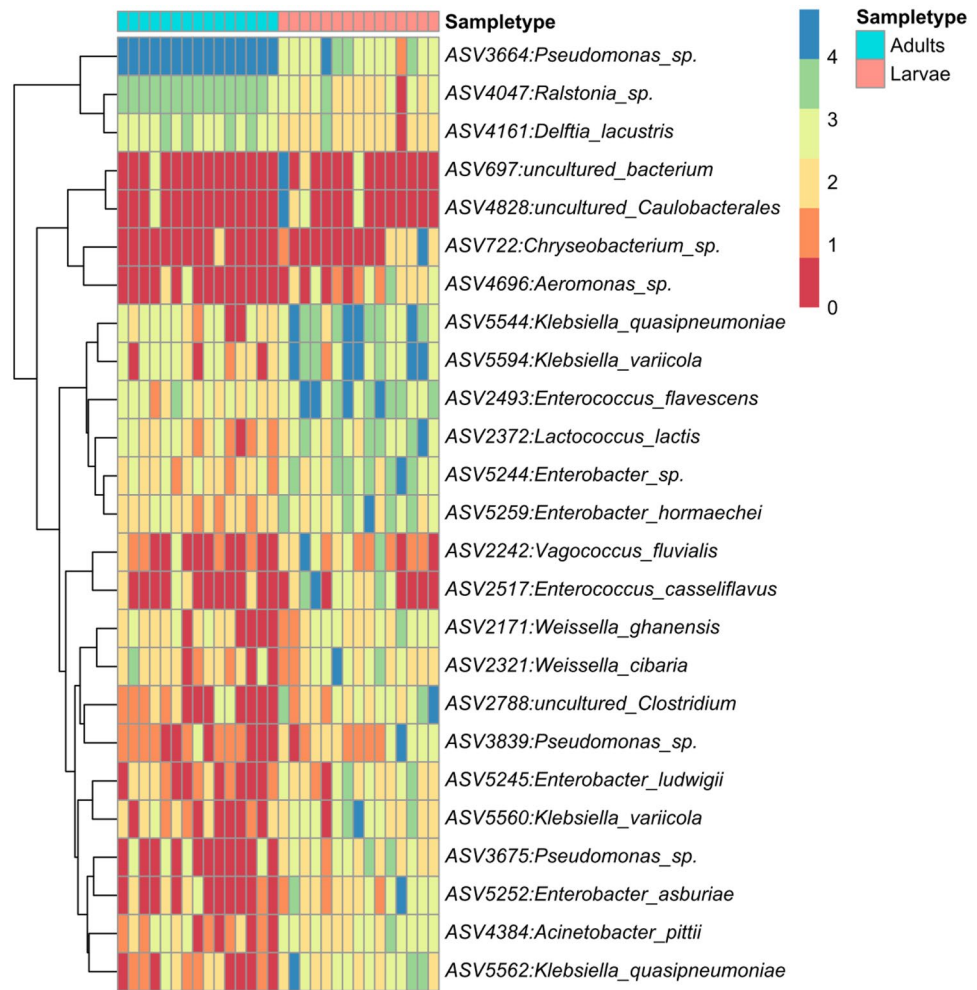 Sampletype
ASV3664:Pseudomonas_sp.
ASV4047:Ralstonia_sp.
ASV4161:Delftia_lacustris
ASV697:uncultured_bacterium
ASV4828:uncultured_Caulobacterales
ASV722:Chryseobacterium_sp.
ASV4696:Aeromonas_sp.
ASV5544:Klebsiella_quasipneumoniae
ASV5594:Klebsiella_variicola
ASV2493:Enterococcus_flavescens
ASV2372:Lactococcus_lactis
ASV5244:Enterobacter_sp.
ASV5259:Enterobacter_hormaechei
ASV2242:Vagococcus_fluvialis
ASV2517:Enterococcus_casseliflavus
ASV2171:Weissella_ghanensis
ASV2321:Weissella_cibaria
ASV2788:uncultured_Clostridium
ASV3839:Pseudomonas_sp.
ASV5245:Enterobacter_ludwigii
ASV5560:Klebsiella_variicola
ASV3675:Pseudomonas_sp.
ASV5252:Enterobacter_asburiae
ASV4384:Acinetobacter_pittii
ASV5562:Klebsiella_quasipneumoniae
4
3
2
1
0
Sampletype
Adults
Larvae